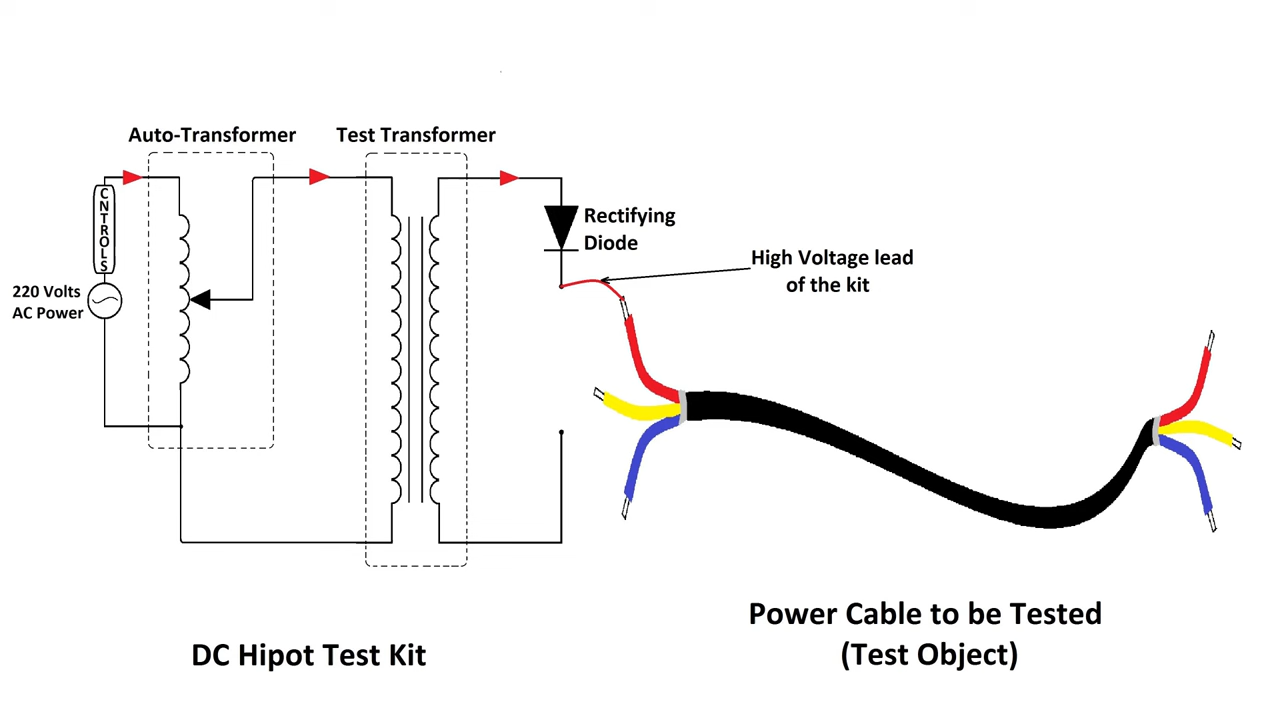 Auto-Transformer
Test Transformer
CNTROLS
Rectifying
Diode
High Voltage lead
of the kit
220 Volts
AC Power
Power Cable to be Tested
(Test Object)
DC Hipot Test Kit